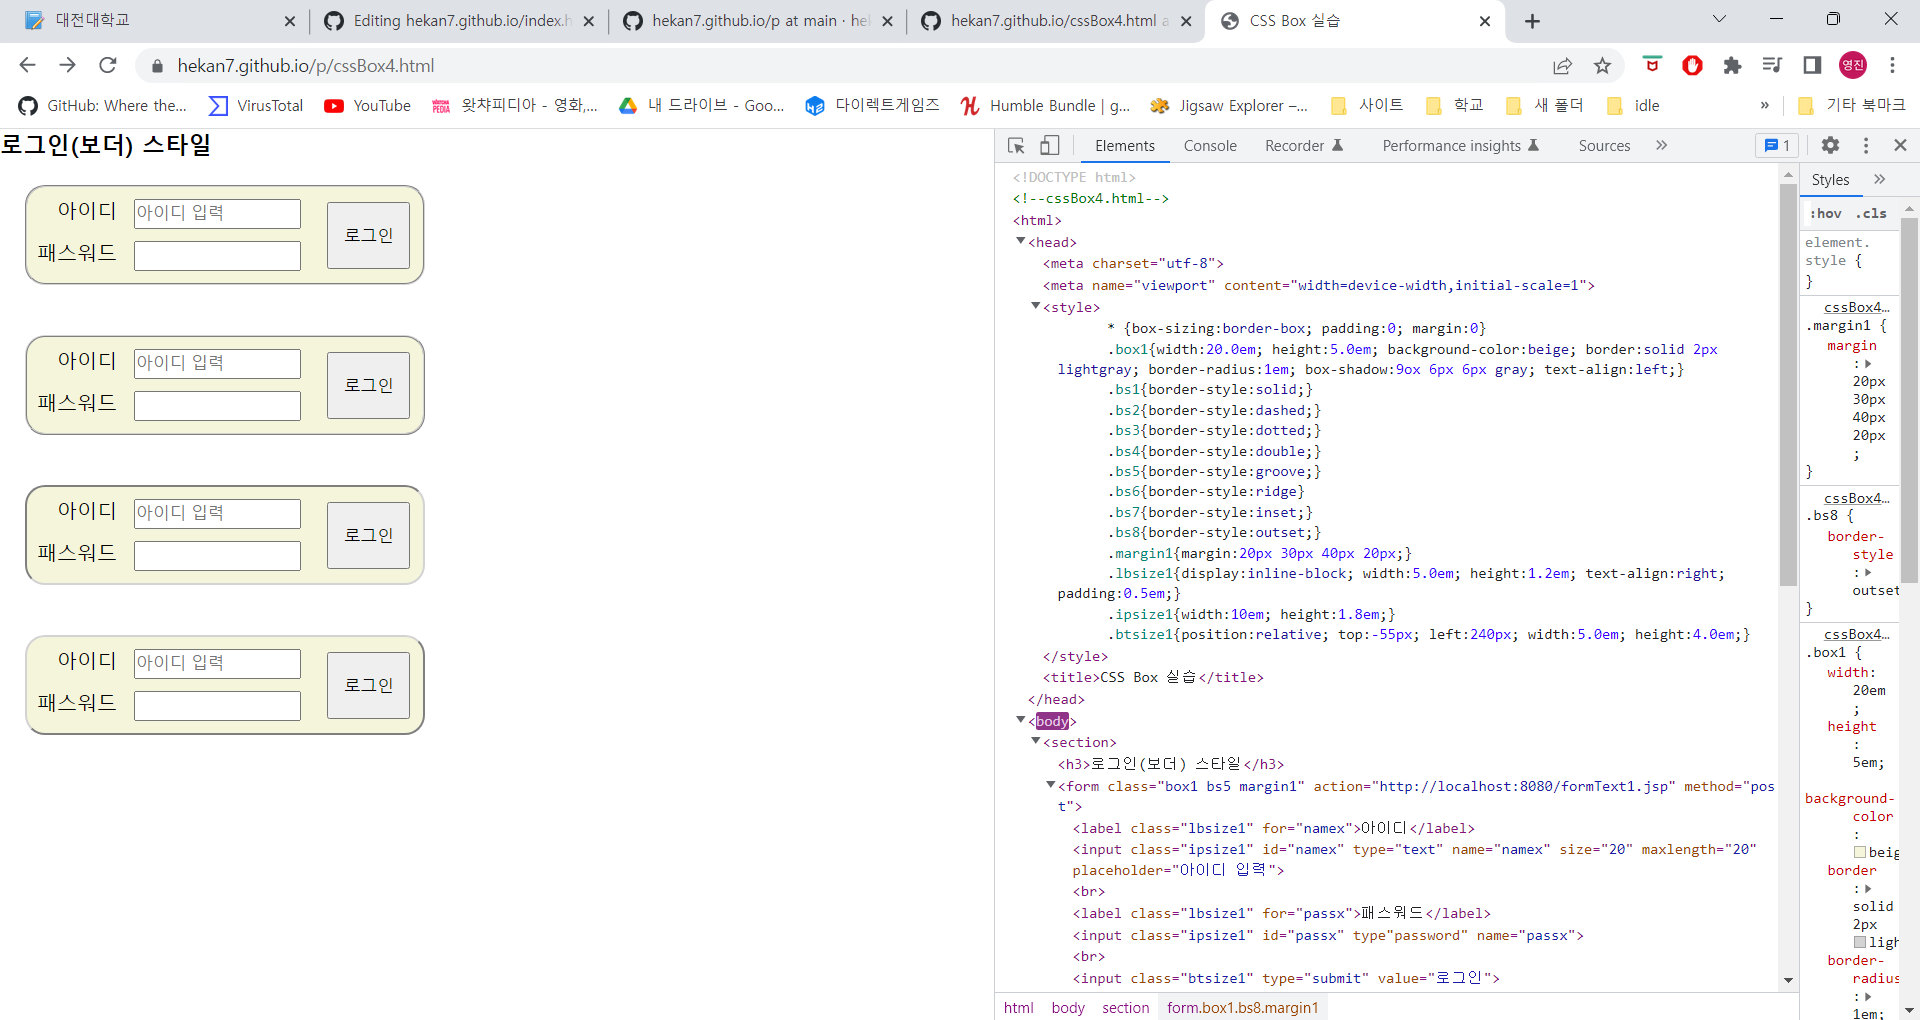 대전대학교
Editing hekan7.github.io/index.h
hekan7.github.io/p at main · hek
hekan7.github.io/cssBox4.html a
CSS Box 실습
hekan7.github.io/p/cssBox4.html
영진
GitHub: Where the...
VirusTotal
YouTube
WATCHA PEDIA
왓챠피디아 - 영화,...
내 드라이브 - Goo...
다이렉트게임즈
Humble Bundle | g...
Jigsaw Explorer –...
사이트
학교
새 폴더
idle
»
기타 북마크
로그인(보더) 스타일
아이디 아이디 입력
패스워드
로그인
아이디 아이디 입력
패스워드
로그인
아이디 아이디 입력
패스워드
로그인
아이디 아이디 입력
패스워드
로그인
Elements Console Recorder Performance insights Sources » 1
<!DOCTYPE html>
<!--cssBox4.html-->
<html>
<head>
<meta charset="utf-8">
<meta name="viewport" content="width=device-width,initial-scale=1">
<style>
* {box-sizing:border-box; padding:0; margin:0}
.box1{width:20.0em; height:5.0em; background-color:beige; border:solid 2px
lightgray; border-radius:1em; box-shadow:9ox 6px 6px gray; text-align:left;}
.bs1{border-style:solid;}
.bs2{border-style:dashed;}
.bs3{border-style:dotted;}
.bs4{border-style:double;}
.bs5{border-style:groove;}
.bs6{border-style:ridge}
.bs7{border-style:inset;}
.bs8{border-style:outset;}
.margin1{margin:20px 30px 40px 20px;}
.lbsize1{display:inline-block; width:5.0em; height:1.2em; text-align:right;
padding:0.5em;}
.ipsize1{width:10em; height:1.8em;}
.btsize1{position:relative; top:-55px; left:240px; width:5.0em; height:4.0em;}
</style>
<title>CSS Box 실습</title>
</head>
<body>
<section>
<h3>로그인(보더) 스타일</h3>
<form class="box1 bs5 margin1" action="http://localhost:8080/formText1.jsp" method="pos
t">
<label class="lbsize1" for="namex">아이디</label>
<input class="ipsize1" id="namex" type="text" name="namex" size="20" maxlength="20"
placeholder="아이디 입력">
<br>
<label class="lbsize1" for="passx">패스워드</label>
<input class="ipsize1" id="passx" type"password" name="passx">
<br>
<input class="btsize1" type="submit" value="로그인">
html body section form.box1.bs8.margin1
Styles »
:hov .cls
element.
style {
}
cssBox4…
.margin1 {
margin
:
20px
30px
40px
20px
;
}
cssBox4…
.bs8 {
border-
style
:
outset
}
cssBox4…
.box1 {
width:
20em
;
height
:
5em;
background-
color
:
beig
border
:
solid
2px
ligh
border-
radius
:
1em;